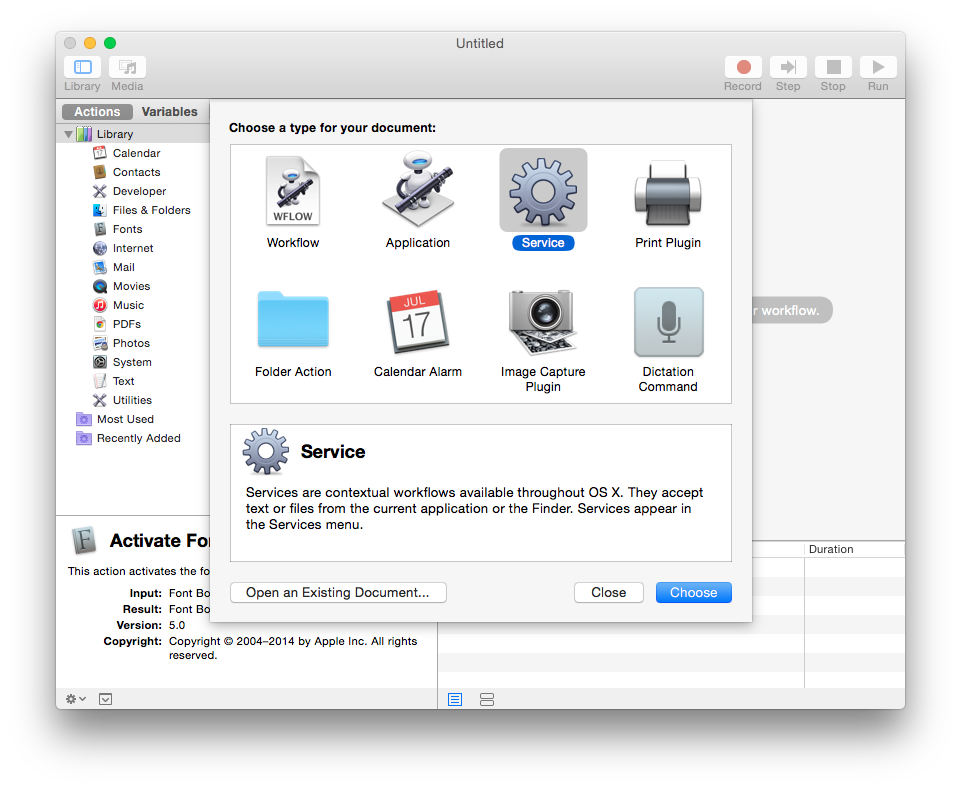 Untitled
Library Media Record Step Stop Run
Actions Variables
Library
Calendar
Contacts
Developer
Files & Folders
Fonts
Internet
Mail
Movies
Music
PDFs
Photos
System
Text
Utilities
Most Used
Recently Added
Choose a type for your document:
WFLOW
Workflow
Application
Service
Print Plugin
JUL
17
Folder Action
Calendar Alarm
Image Capture
Plugin
Dictation
Command
r workflow.
Service
Services are contextual workflows available throughout OS X. They accept
text or files from the current application or the Finder. Services appear in
the Services menu.
Open an Existing Document... Close Choose
Activate Fo
This action activates the fo
Input: Font Bo
Result: Font Bo
Version: 5.0
Copyright: Copyright © 2004–2014 by Apple Inc. All rights
reserved.
Duration